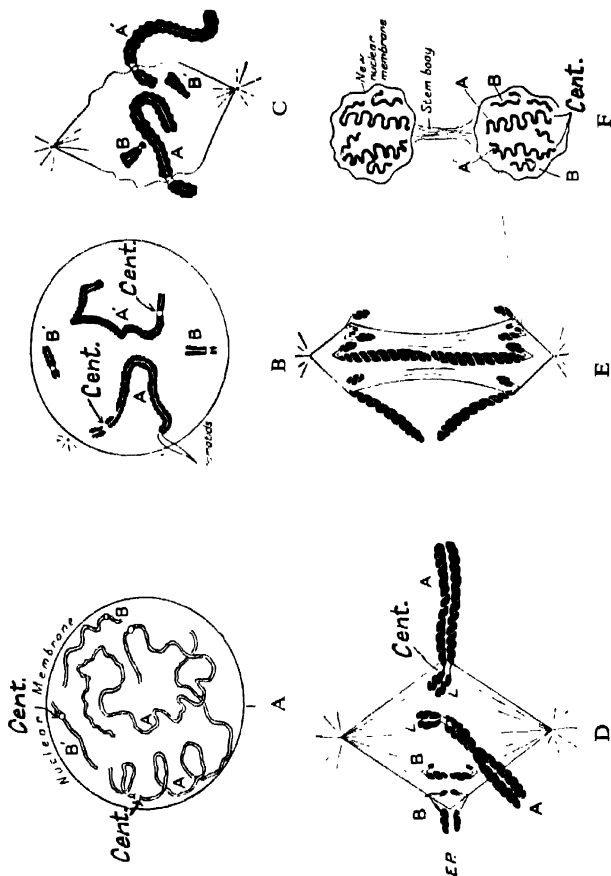 Cent.
Nuclear Membrane
B'
B
Cent.
A
A'
A
B'
Cent.
A'
Cent.
A
B
B
A'
B
A
B'
C
Cent.
A
L
L
B
B
E.P.
A
D
E
New
nuclear
membrane
Stem body
A
B
A
Cent.
B
F